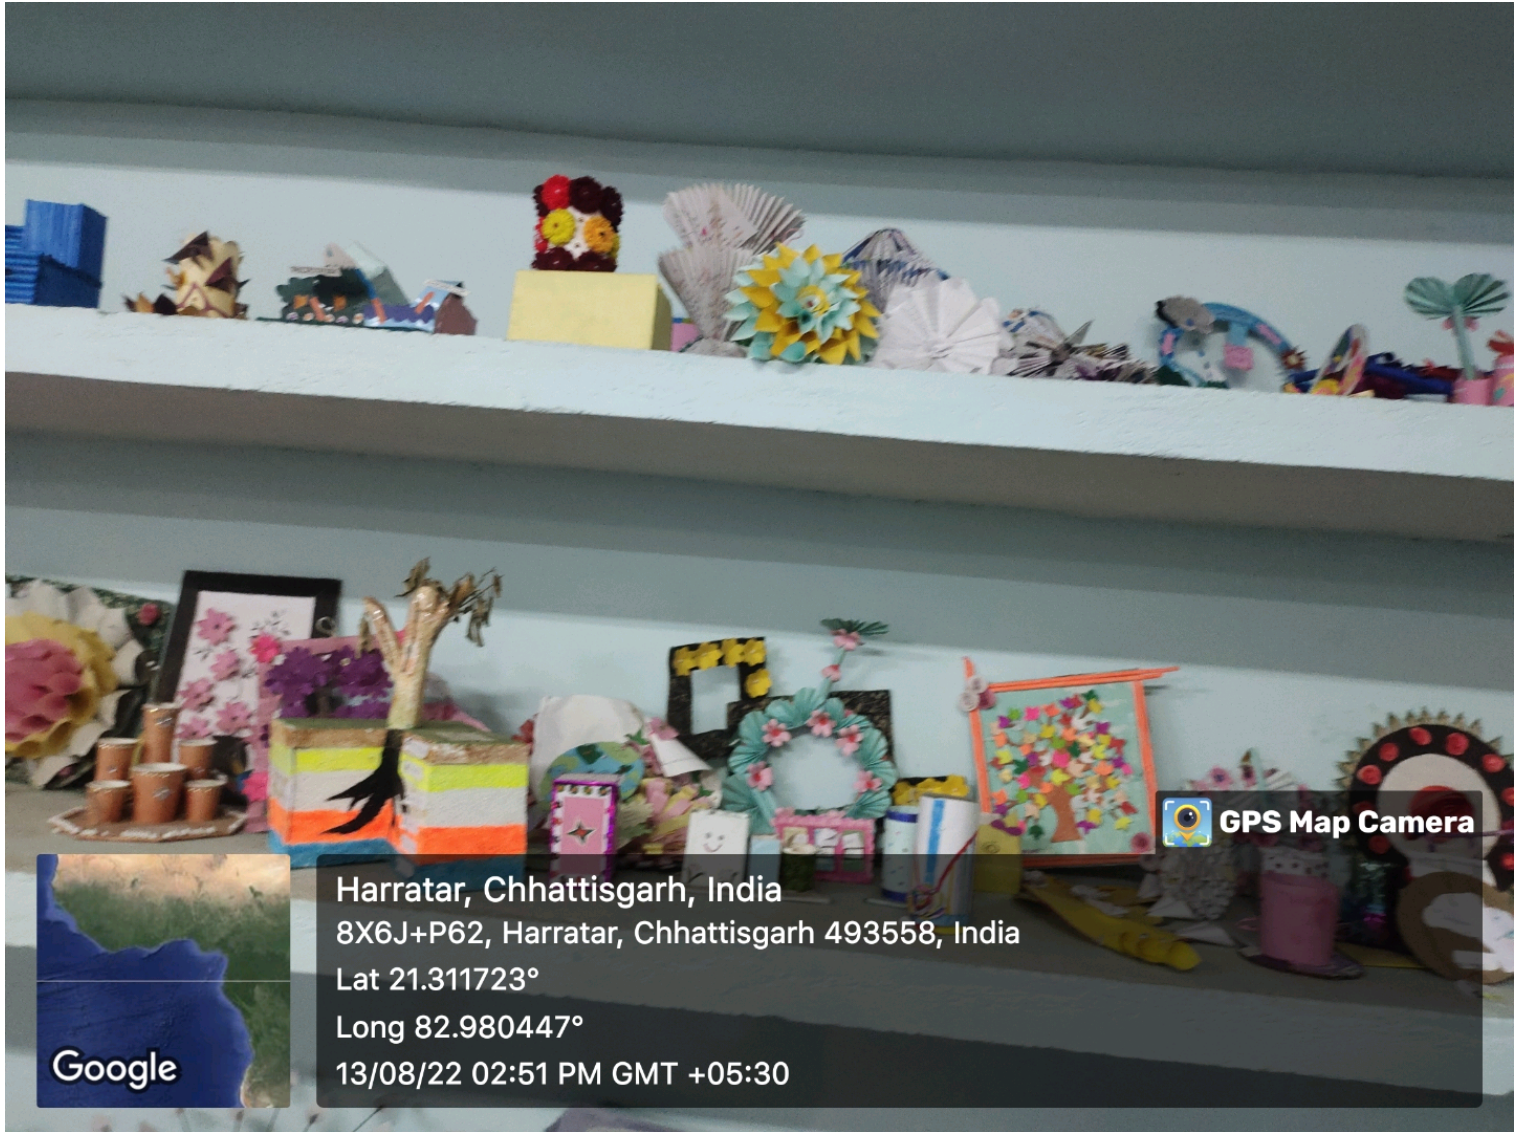 GPS Map Camera
Harratar, Chhattisgarh, India
8X6J+P62, Harratar, Chhattisgarh 493558, India
Lat 21.311723°
Long 82.980447°
13/08/22 02:51 PM GMT +05:30
Google